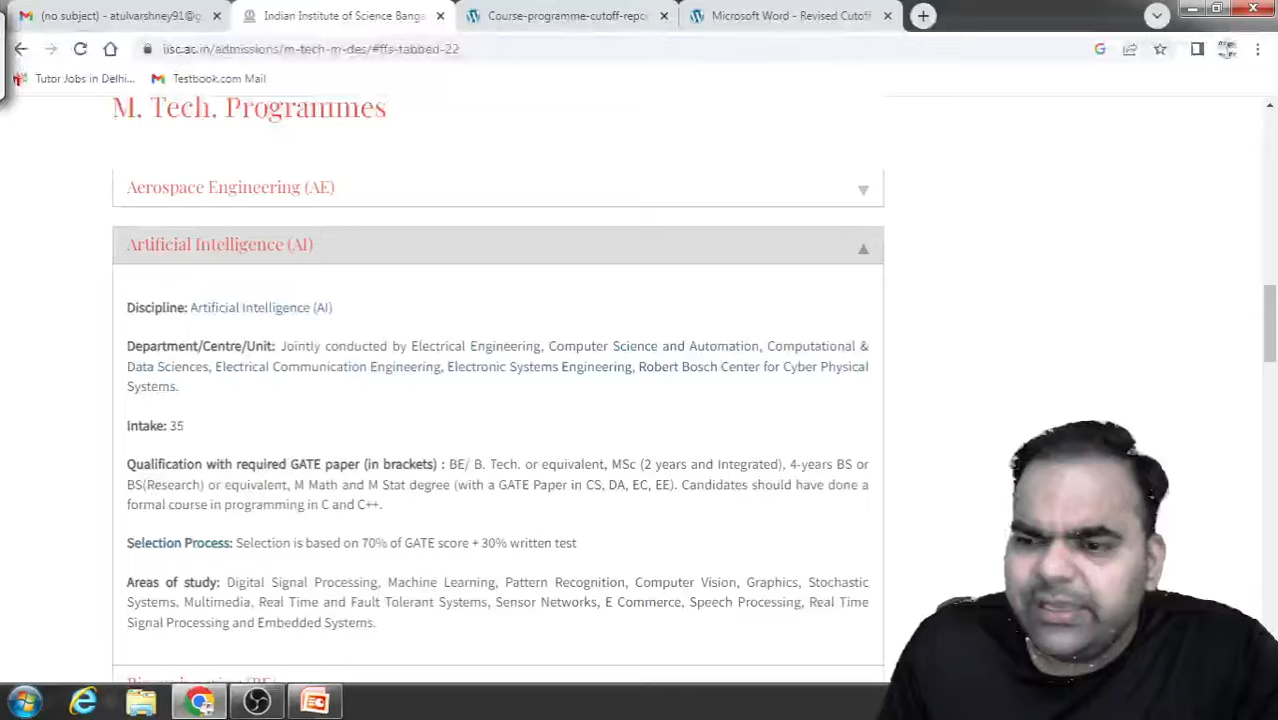 (no subject) - atulvarshney91@g
Indian Institute of Science Banga
Course-programme-cutoff-repor
Microsoft Word - Revised Cutoff
iisc.ac.in/admissions/m-tech-m-des/#ffs-tabbed-22
Tutor Jobs in Delhi...
Testbook.com Mail
M. Tech. Programmes
Aerospace Engineering (AE)
Artificial Intelligence (AI)
Discipline: Artificial Intelligence (AI)
Department/Centre/Unit: Jointly conducted by Electrical Engineering, Computer Science and Automation, Computational &
Data Sciences, Electrical Communication Engineering, Electronic Systems Engineering, Robert Bosch Center for Cyber Physical
Systems.
Intake: 35
Qualification with required GATE paper (in brackets) : BE/ B. Tech. or equivalent, MSc (2 years and Integrated), 4-years BS or
BS(Research) or equivalent, M Math and M Stat degree (with a GATE Paper in CS, DA, EC, EE). Candidates should have done a
formal course in programming in C and C++.
Selection Process: Selection is based on 70% of GATE score + 30% written test
Areas of study: Digital Signal Processing, Machine Learning, Pattern Recognition, Computer Vision, Graphics, Stochastic
Systems, Multimedia, Real Time and Fault Tolerant Systems, Sensor Networks, E Commerce, Speech Processing, Real Time
Signal Processing and Embedded Systems.